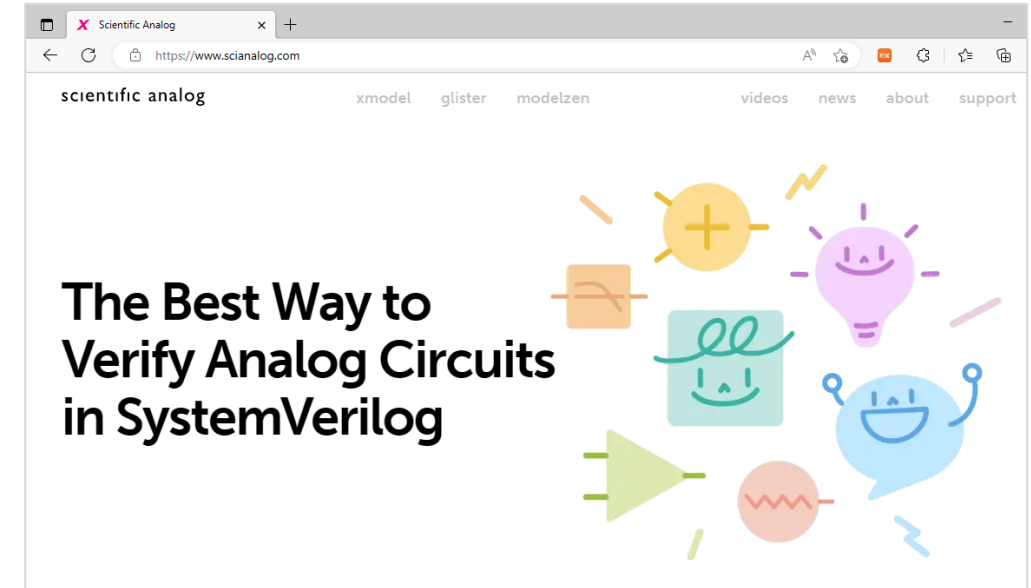 Scientific Analog
https://www.scianalog.com
scientific analog xmodel glister modelzen videos news about support
The Best Way to
Verify Analog Circuits
in SystemVerilog